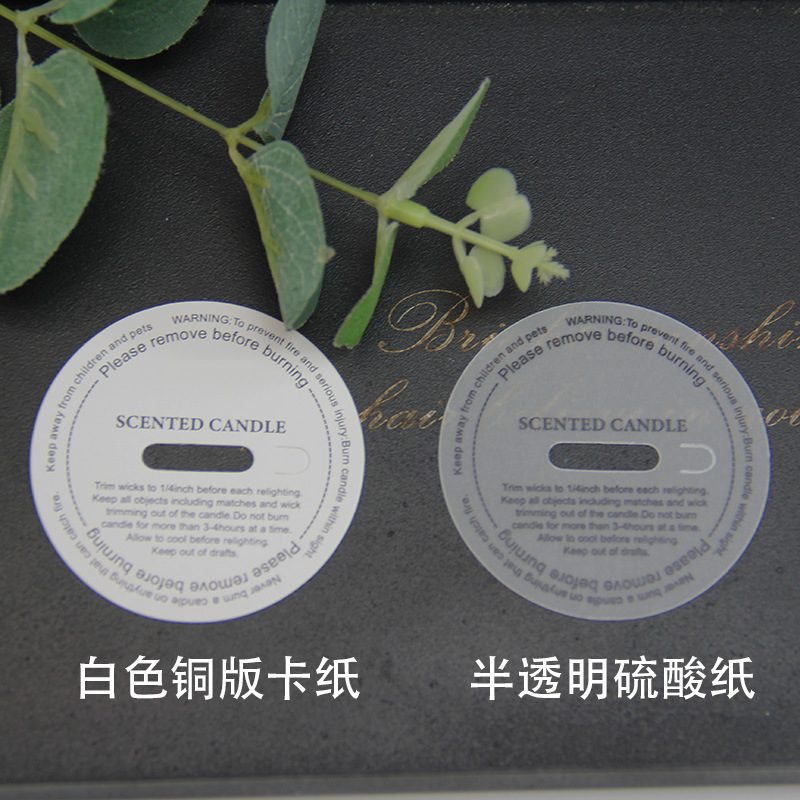 WARNING:To prevent fire and serious injury:Burn candle within sight.
Never burn a candle on anything that can catch fire.
Keep away from children and pets
Please remove before burning
SCENTED CANDLE
Trim wicks to 1/4inch before each relighting.
Keep all objects including matches and wick
trimming out of the candle.Do not burn
candle for more than 3-4hours at a time.
Allow to cool before relighting.
Keep out of drafts.
Please remove before burning
WARNING:To prevent fire and serious injury:Burn candle within sight.
Never burn a candle on anything that can catch fire.
Keep away from children and pets
Please remove before burning
SCENTED CANDLE
Trim wicks to 1/4inch before each relighting.
Keep all objects including matches and wick
trimming out of the candle.Do not burn
candle for more than 3-4hours at a time.
Allow to cool before relighting.
Keep out of drafts.
Please remove before burning
白色铜版卡纸
半透明硫酸纸